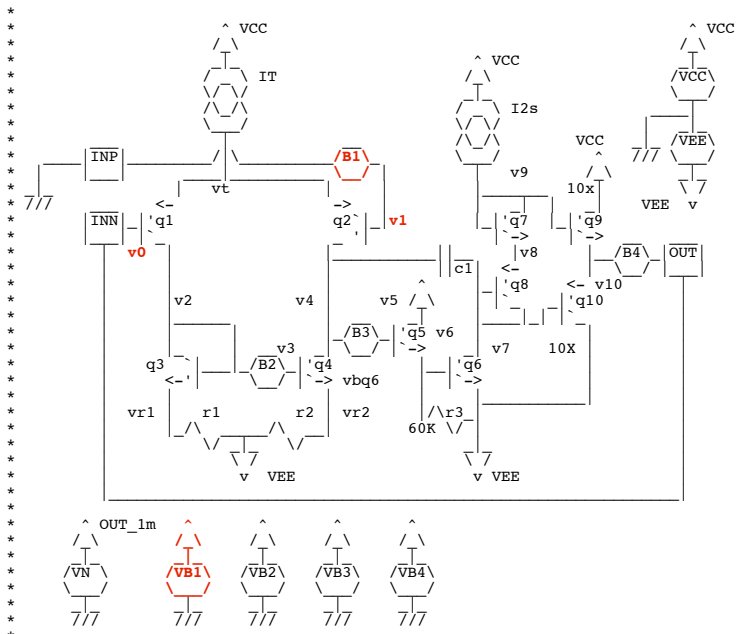 VCC VCC
VCC
IT VCC
I2s
VCC VEE
INP B1
v9
vt 10x
VEE v
INN q1 q2 v1 q7 q9
v0 v8 B4 OUT
c1
q8 v10
v2 v4 v5 q10
B3 q5 v6
v3 v7 10X
q3 B2 q4 q6
vbq6
vr1 r1 r2 vr2 r3
60K
v VEE v VEE
OUT_1m
VN VB1 VB2 VB3 VB4